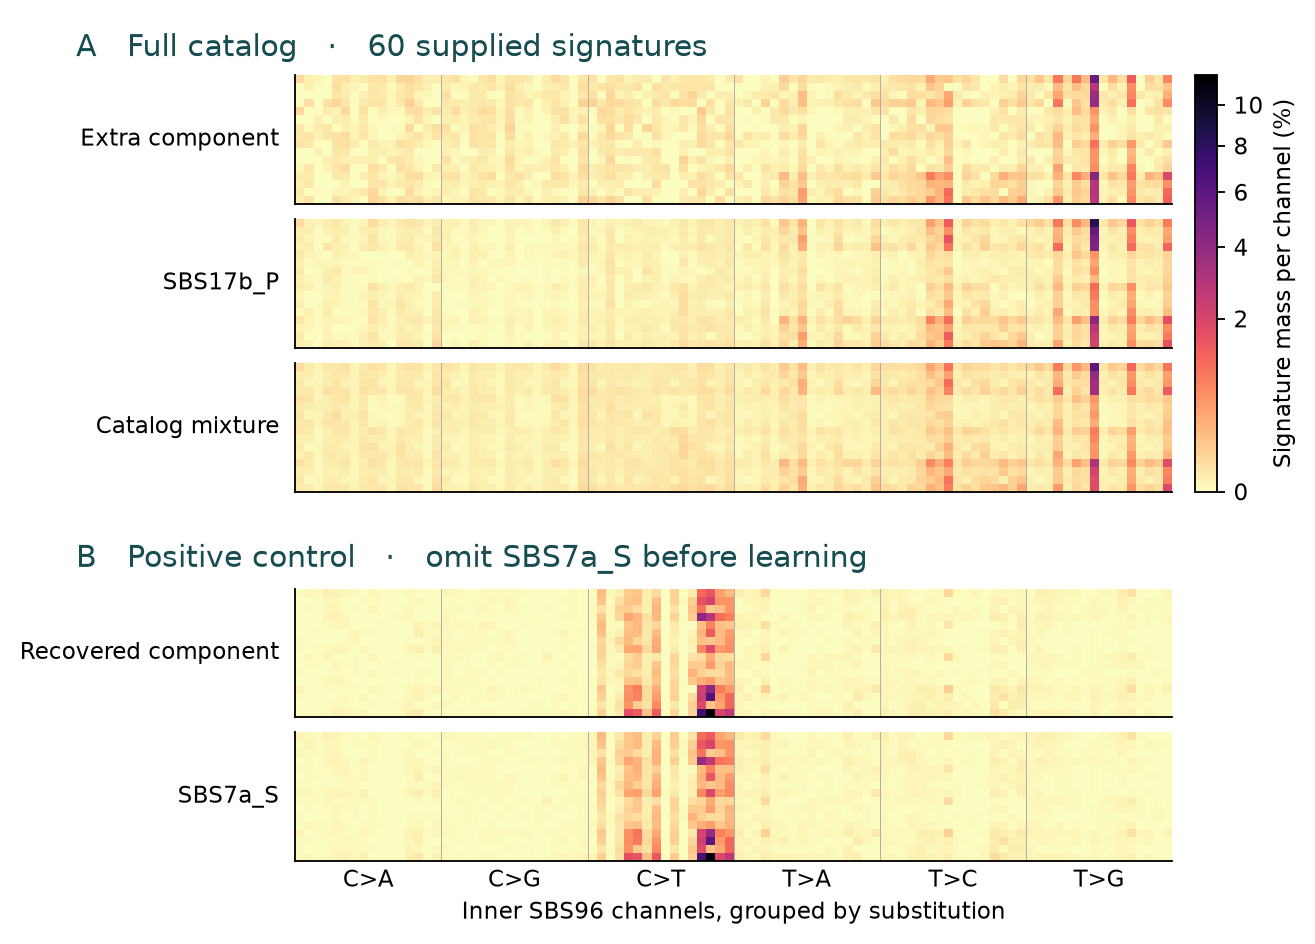 A Full catalog · 60 supplied signatures
Extra component
SBS17b_P
Catalog mixture
10
8
6
4
2
0
Signature mass per channel (%)
B Positive control · omit SBS7a_S before learning
Recovered component
SBS7a_S
C>A C>G C>T T>A T>C T>G
Inner SBS96 channels, grouped by substitution